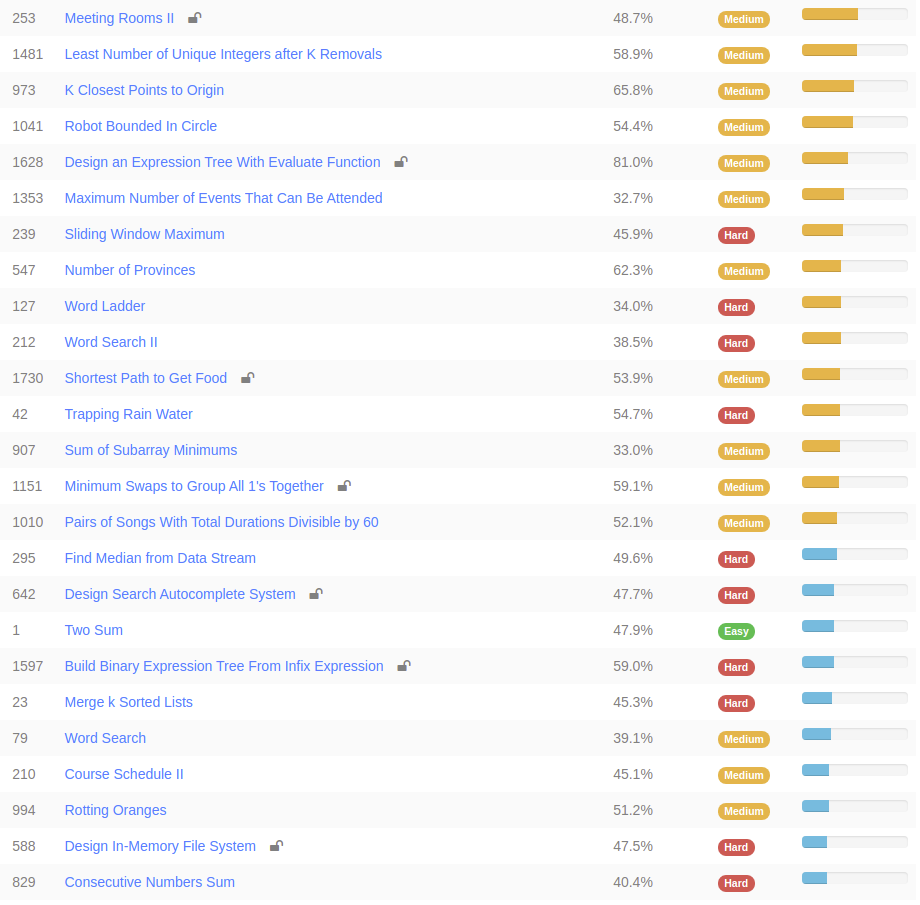 253 Meeting Rooms II 48.7% Medium
1481 Least Number of Unique Integers after K Removals 58.9% Medium
973 K Closest Points to Origin 65.8% Medium
1041 Robot Bounded In Circle 54.4% Medium
1628 Design an Expression Tree With Evaluate Function 81.0% Medium
1353 Maximum Number of Events That Can Be Attended 32.7% Medium
239 Sliding Window Maximum 45.9% Hard
547 Number of Provinces 62.3% Medium
127 Word Ladder 34.0% Hard
212 Word Search II 38.5% Hard
1730 Shortest Path to Get Food 53.9% Medium
42 Trapping Rain Water 54.7% Hard
907 Sum of Subarray Minimums 33.0% Medium
1151 Minimum Swaps to Group All 1's Together 59.1% Medium
1010 Pairs of Songs With Total Durations Divisible by 60 52.1% Medium
295 Find Median from Data Stream 49.6% Hard
642 Design Search Autocomplete System 47.7% Hard
1 Two Sum 47.9% Easy
1597 Build Binary Expression Tree From Infix Expression 59.0% Hard
23 Merge k Sorted Lists 45.3% Hard
79 Word Search 39.1% Medium
210 Course Schedule II 45.1% Medium
994 Rotting Oranges 51.2% Medium
588 Design In-Memory File System 47.5% Hard
829 Consecutive Numbers Sum 40.4% Hard